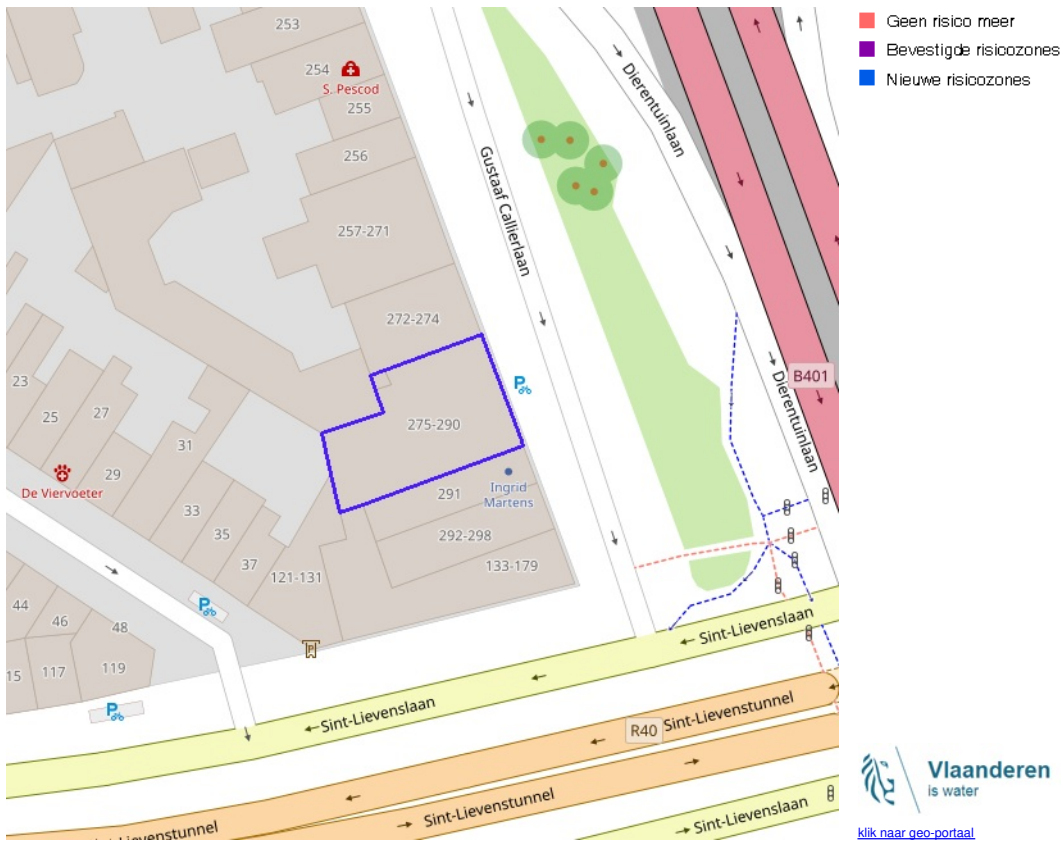 253
254
S. Pescod
255
256
257-271
272-274
275-290
Ingrid
Martens
291
292-298
133-179
121-131
23
25
27
29
31
33
35
37
De Viervoeter
44
46
48
15
117
119
P
P
P
P
Gustaaf Callierlaan
Dierentuinlaan
Dierentuinlaan
B401
Sint-Lievenslaan
Sint-Lievenslaan
R40
Sint-Lievenstunnel
Sint-Lievenstunnel
Sint-Lievenstunnel
Sint-Lievenslaan
Geen risico meer
Bevestigde risicozones
Nieuwe risicozones
Vlaanderen
is water
klik naar geo-portaal